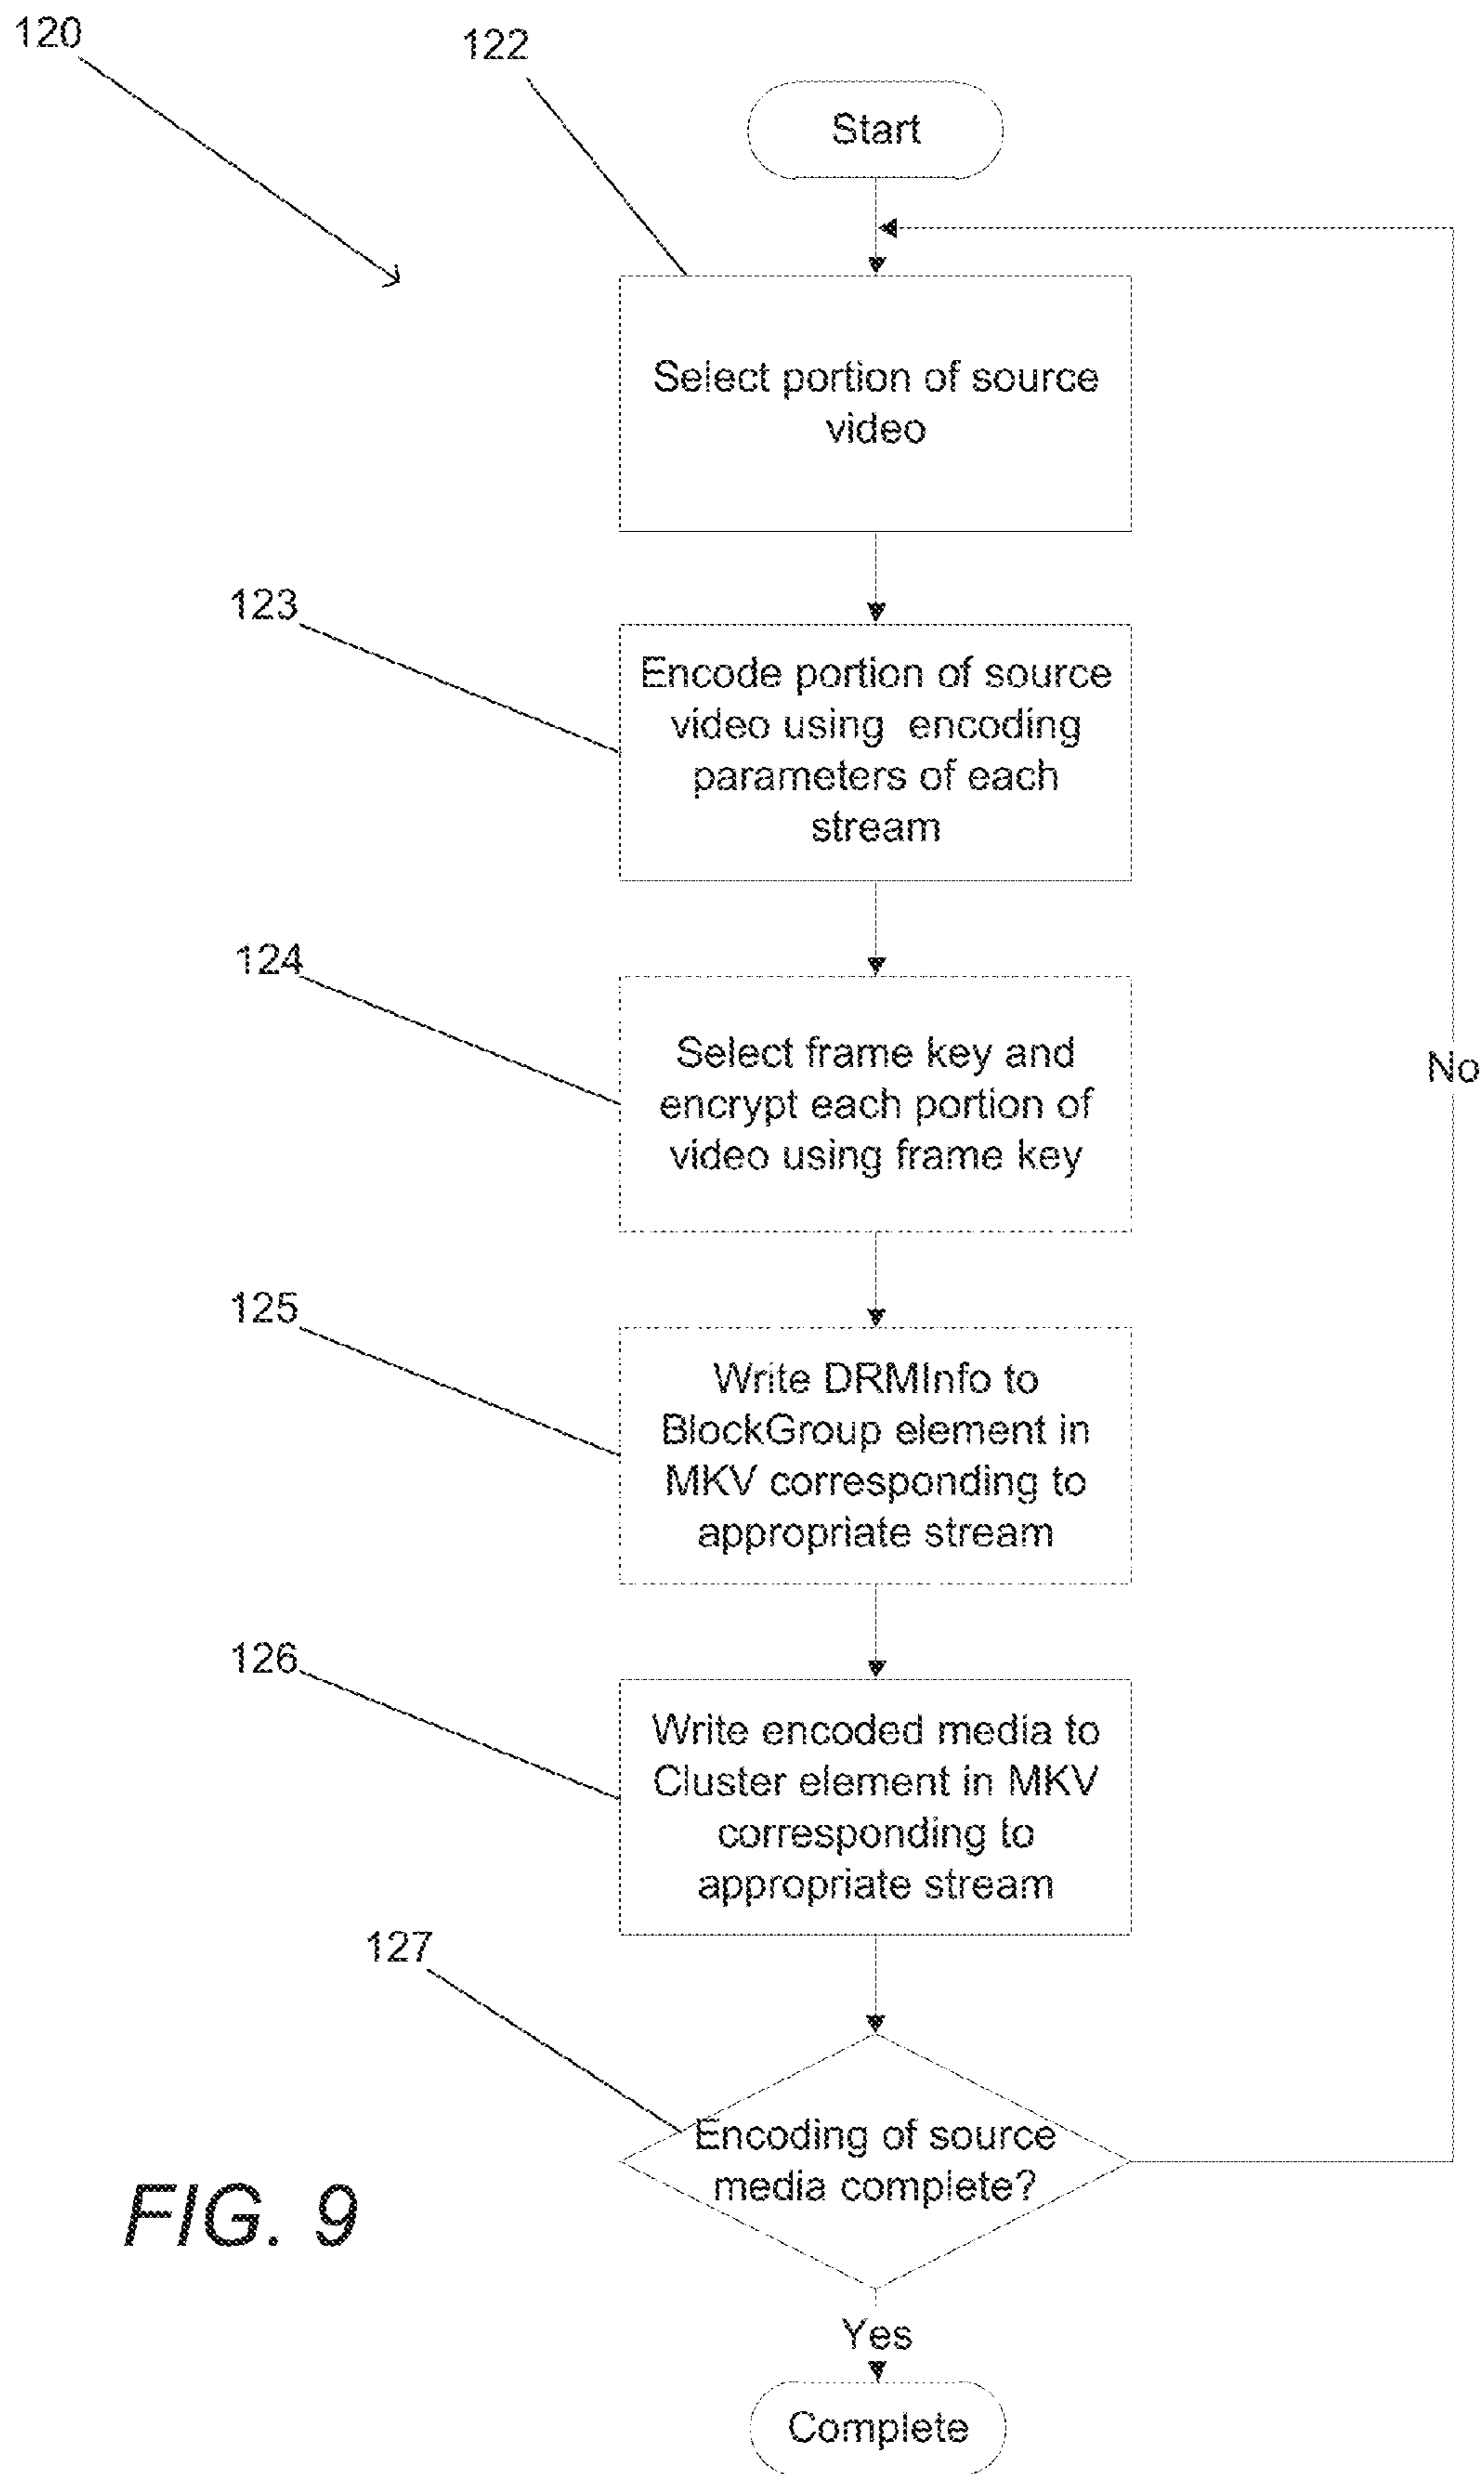 120
122
Start
Select portion of source
video
123
Encode portion of source
video using encoding
parameters of each
stream
124
Select frame key and
encrypt each portion of
video using frame key
No
125
Write DRMInfo to
BlockGroup element in
MKV corresponding to
appropriate stream
126
Write encoded media to
Cluster element in MKV
corresponding to
appropriate stream
127
Encoding of source
media complete?
FIG. 9
Yes
Complete